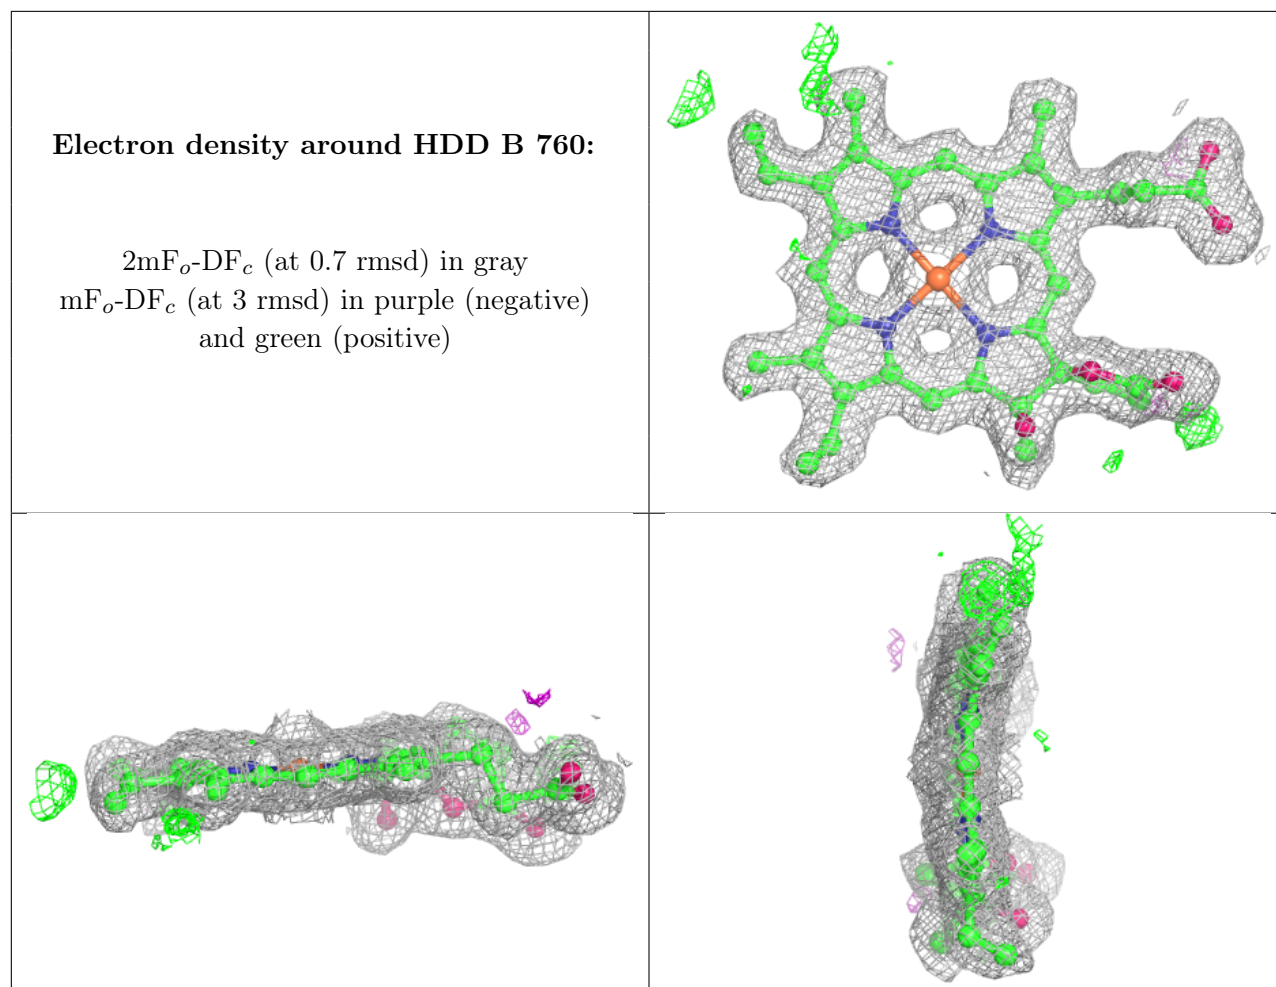 Electron density around HDD B 760:
2mFo-DFc (at 0.7 rmsd) in gray
mFo-DFc (at 3 rmsd) in purple (negative)
and green (positive)